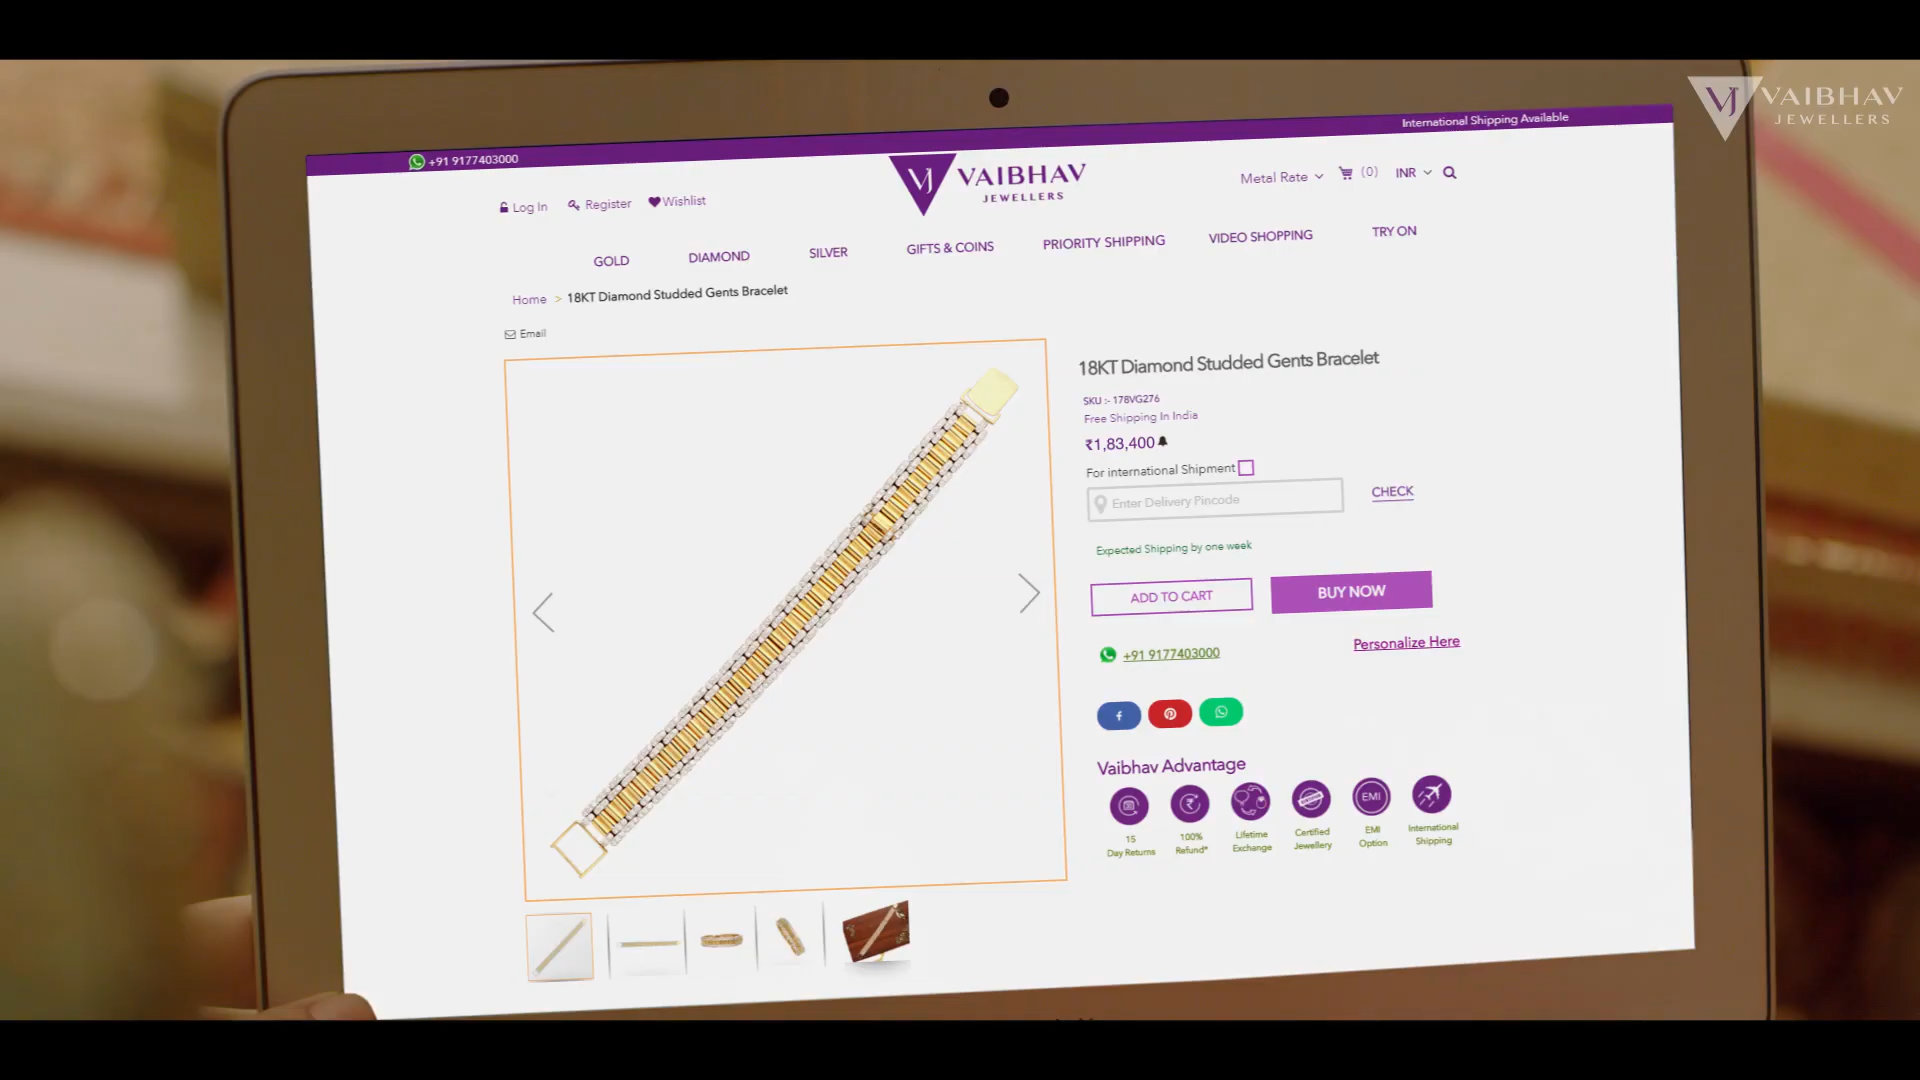 VJ VAIBHAV
JEWELLERS
International Shipping Available
+91 9177403000
VJ VAIBHAV
JEWELLERS
Log In Register Wishlist
Metal Rate (0) INR
GOLD DIAMOND SILVER GIFTS & COINS PRIORITY SHIPPING VIDEO SHOPPING TRY ON
Home > 18KT Diamond Studded Gents Bracelet
Email
18KT Diamond Studded Gents Bracelet
SKU :- 178VG276
Free Shipping In India
₹1,83,400
For international Shipment
Enter Delivery Pincode CHECK
Expected Shipping by one week
ADD TO CART BUY NOW
+91 9177403000 Personalize Here
Vaibhav Advantage
EMI
15
Day Returns
100%
Refund*
Lifetime
Exchange
Certified
Jewellery
EMI
Option
International
Shipping